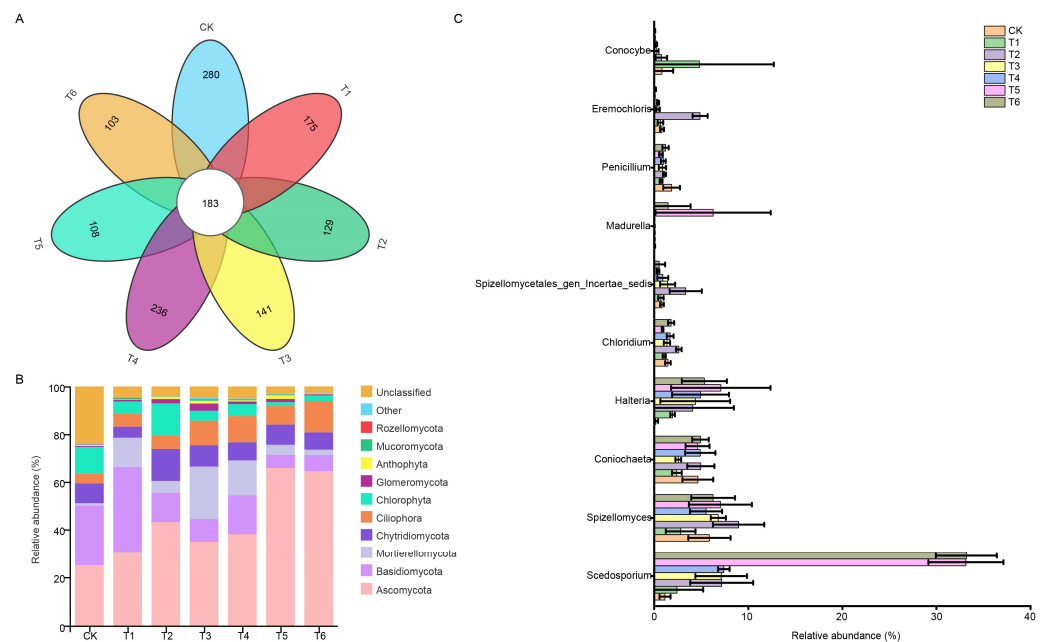 A
CK
280
T1
175
T2
129
T3
141
T4
236
T5
108
T6
103
183
B
Relative abundance (%)
100
80
60
40
20
0
CK T1 T2 T3 T4 T5 T6
Unclassified
Other
Rozellomycota
Mucoromycota
Anthophyta
Glomeromycota
Chlorophyta
Ciliophora
Chytridiomycota
Mortierellomycota
Basidiomycota
Ascomycota
C
Conocybe
Eremochloris
Penicillium
Madurella
Spizellomycetales_gen_Incertae_sedis
Chloridium
Halteria
Coniochaeta
Spizellomyces
Scedosporium
0 10 20 30 40
Relative abundance (%)
CK
T1
T2
T3
T4
T5
T6